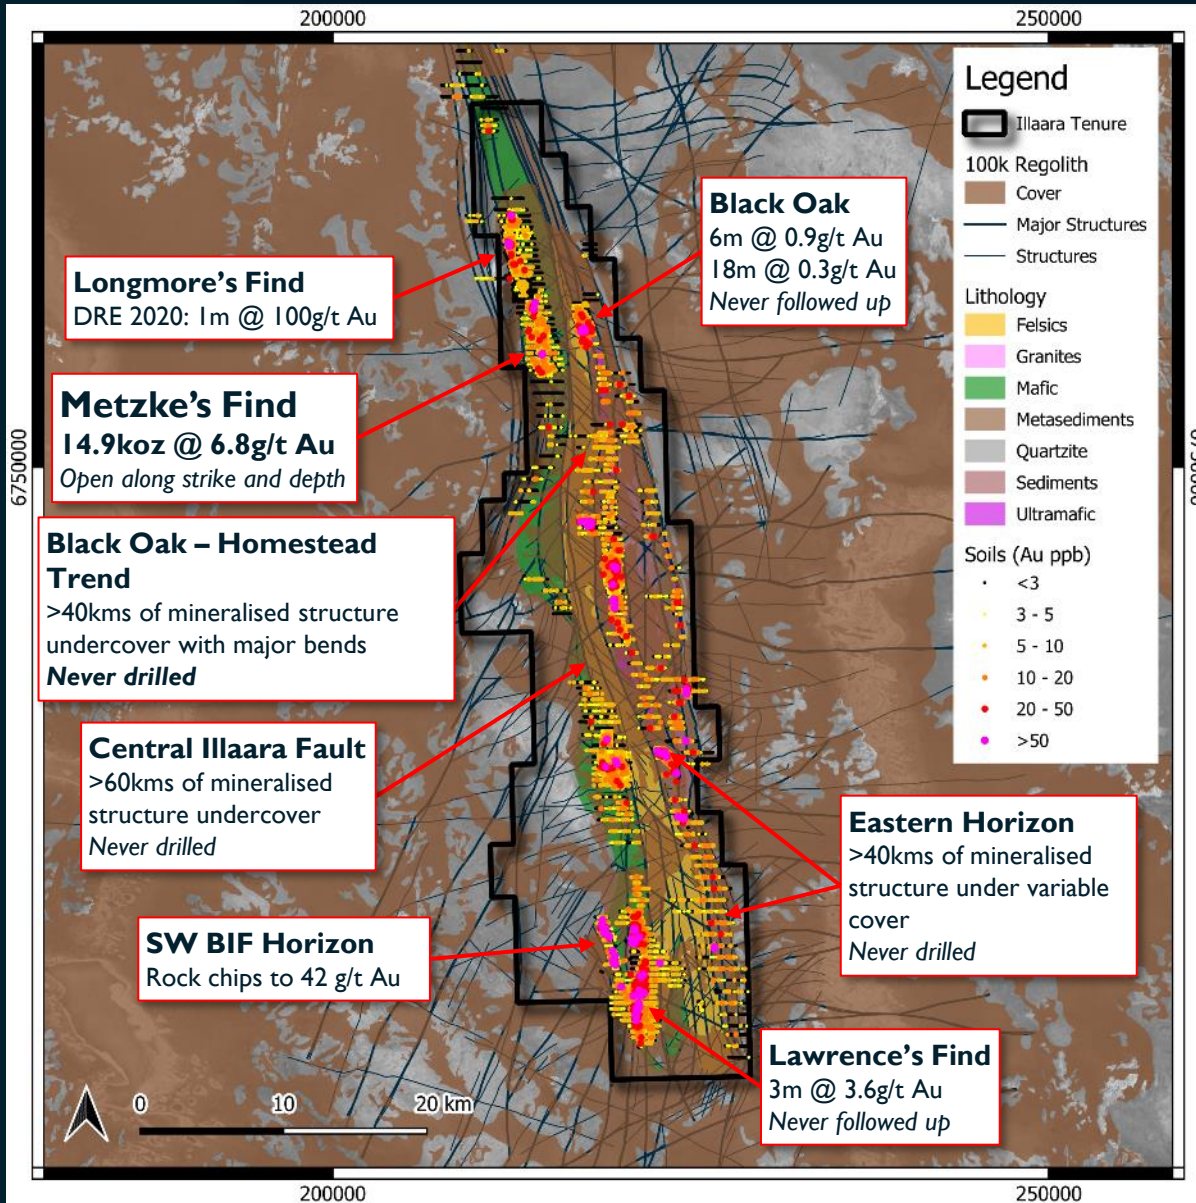 200000
250000
Legend
Illaara Tenure
100k Regolith
Cover
Major Structures
Structures
Lithology
Felsics
Granites
Mafic
Metasediments
Quartzite
Sediments
Ultramafic
Soils (Au ppb)
<3
3 - 5
5 - 10
10 - 20
20 - 50
>50
Black Oak
6m @ 0.9g/t Au
18m @ 0.3g/t Au
Never followed up
Longmore's Find
DRE 2020: 1m @ 100g/t Au
Metzke's Find
14.9koz @ 6.8g/t Au
Open along strike and depth
6750000
Black Oak – Homestead
Trend
>40kms of mineralised structure
undercover with major bends
Never drilled
Central Illaara Fault
>60kms of mineralised
structure undercover
Never drilled
Eastern Horizon
>40kms of mineralised
structure under variable
cover
Never drilled
SW BIF Horizon
Rock chips to 42 g/t Au
Lawrence's Find
3m @ 3.6g/t Au
Never followed up
0 10 20 km
200000
250000